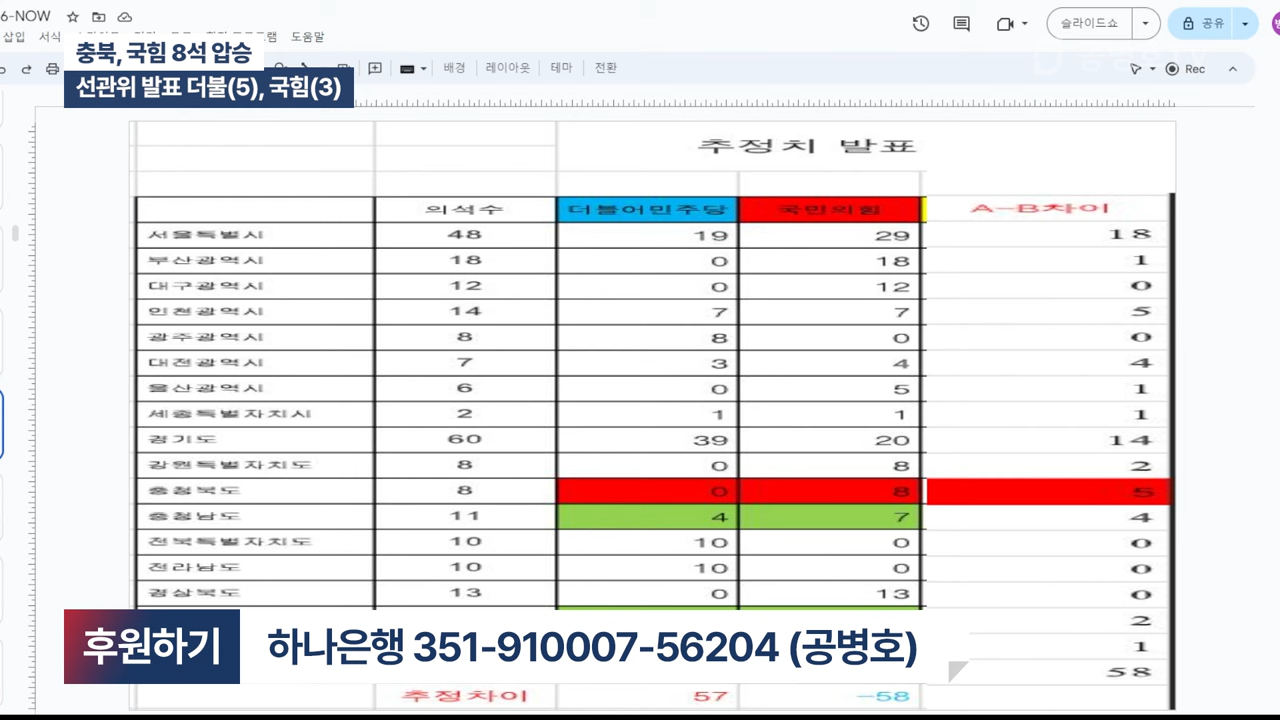 6-NOW
삽입 서식 도움말
슬라이드쇼
공유
배경 레이아웃 테마 전환
Rec
충북, 국힘 8석 압승
선관위 발표 더불(5), 국힘(3)
추정치 발표
의석수 더불어민주당 국민의힘 A-B차이
서울특별시 48 19 29 18
부산광역시 18 0 18 1
대구광역시 12 0 12 0
인천광역시 14 7 7 5
광주광역시 8 8 0 0
대전광역시 7 3 4 4
울산광역시 6 0 5 1
세종특별자치시 2 1 1 1
경기도 60 39 20 14
강원특별자치도 8 0 8 2
충청북도 8 0 8 5
충청남도 11 4 7 4
전북특별자치도 10 10 0 0
전라남도 10 10 0 0
경상북도 13 0 13 0
2
1
58
후원하기 하나은행 351-910007-56204 (공병호)
추정차이 57 -58